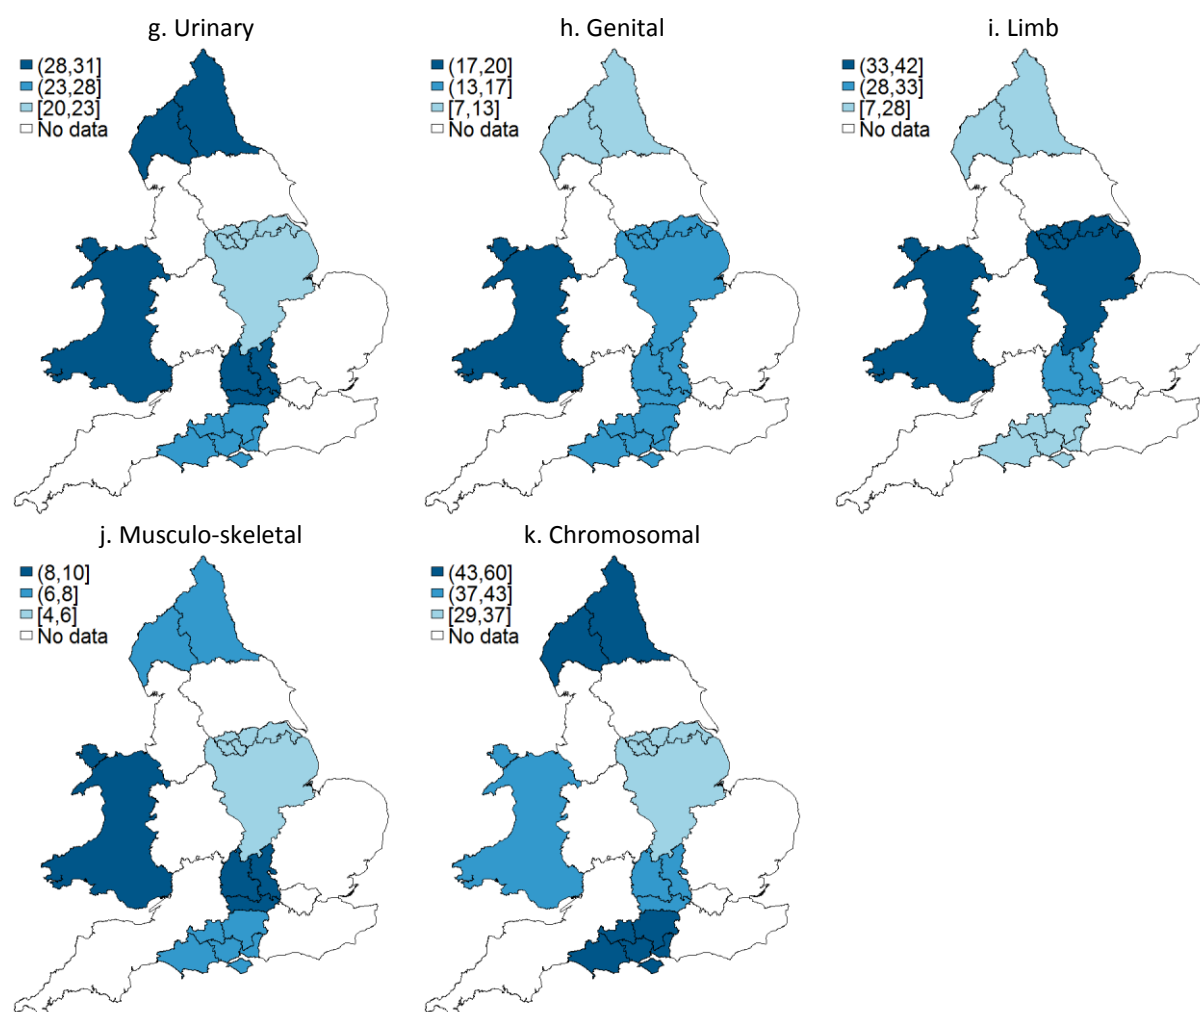 g. Urinary
(28,31]
(23,28]
[20,23]
No data
h. Genital
(17,20]
(13,17]
[7,13]
No data
i. Limb
(33,42]
(28,33]
[7,28]
No data
j. Musculo-skeletal
(8,10]
(6,8]
[4,6]
No data
k. Chromosomal
(43,60]
(37,43]
[29,37]
No data